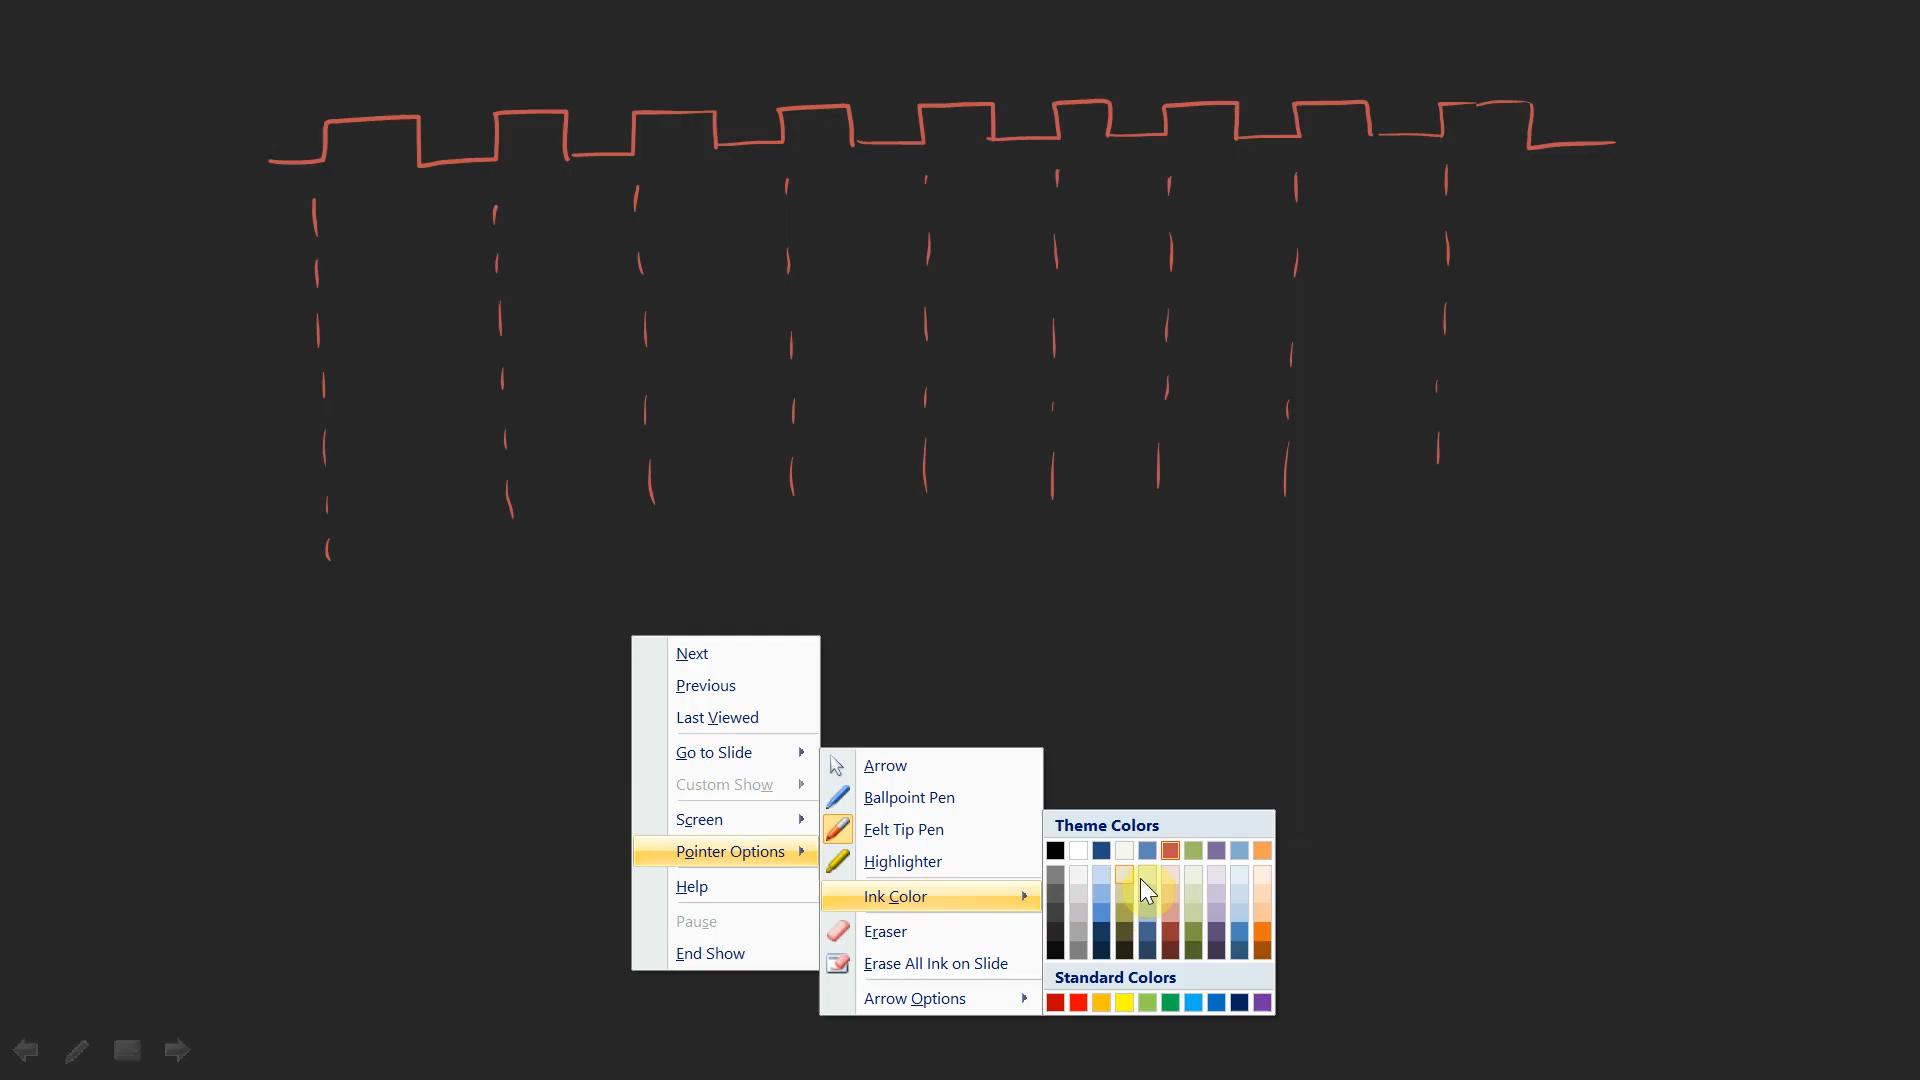 Next
Previous
Last Viewed
Go to Slide
Custom Show
Screen
Pointer Options
Help
Pause
End Show
Arrow
Ballpoint Pen
Felt Tip Pen
Highlighter
Ink Color
Eraser
Erase All Ink on Slide
Arrow Options
Theme Colors
Standard Colors